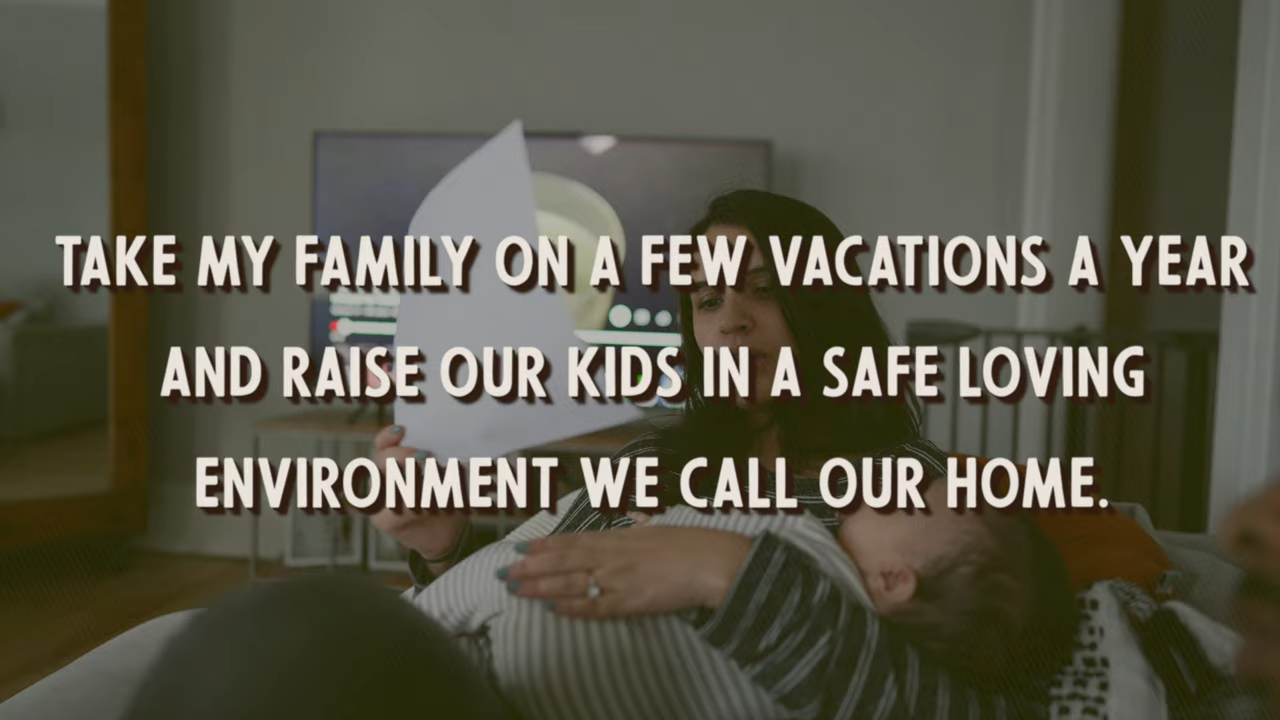 TAKE MY FAMILY ON A FEW VACATIONS A YEAR
AND RAISE OUR KIDS IN A SAFE LOVING
ENVIRONMENT WE CALL OUR HOME.